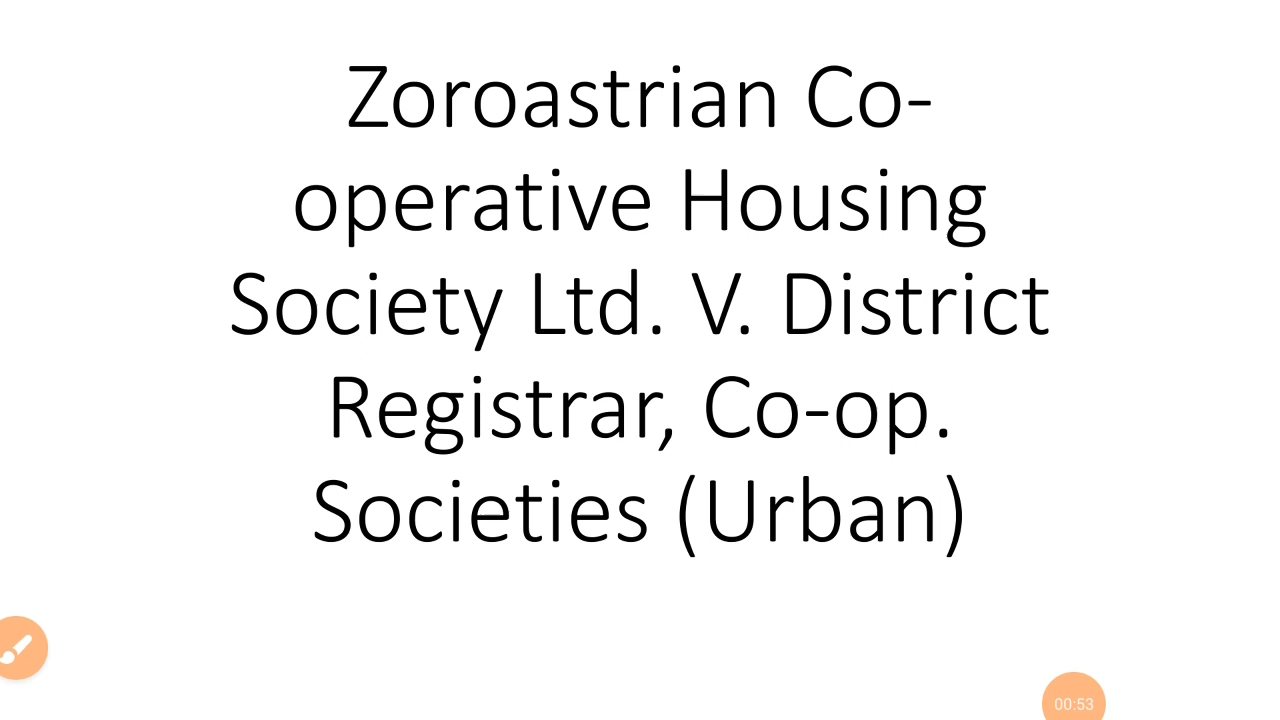 Zoroastrian Co-
operative Housing
Society Ltd. V. District
Registrar, Co-op.
Societies (Urban)
00:53